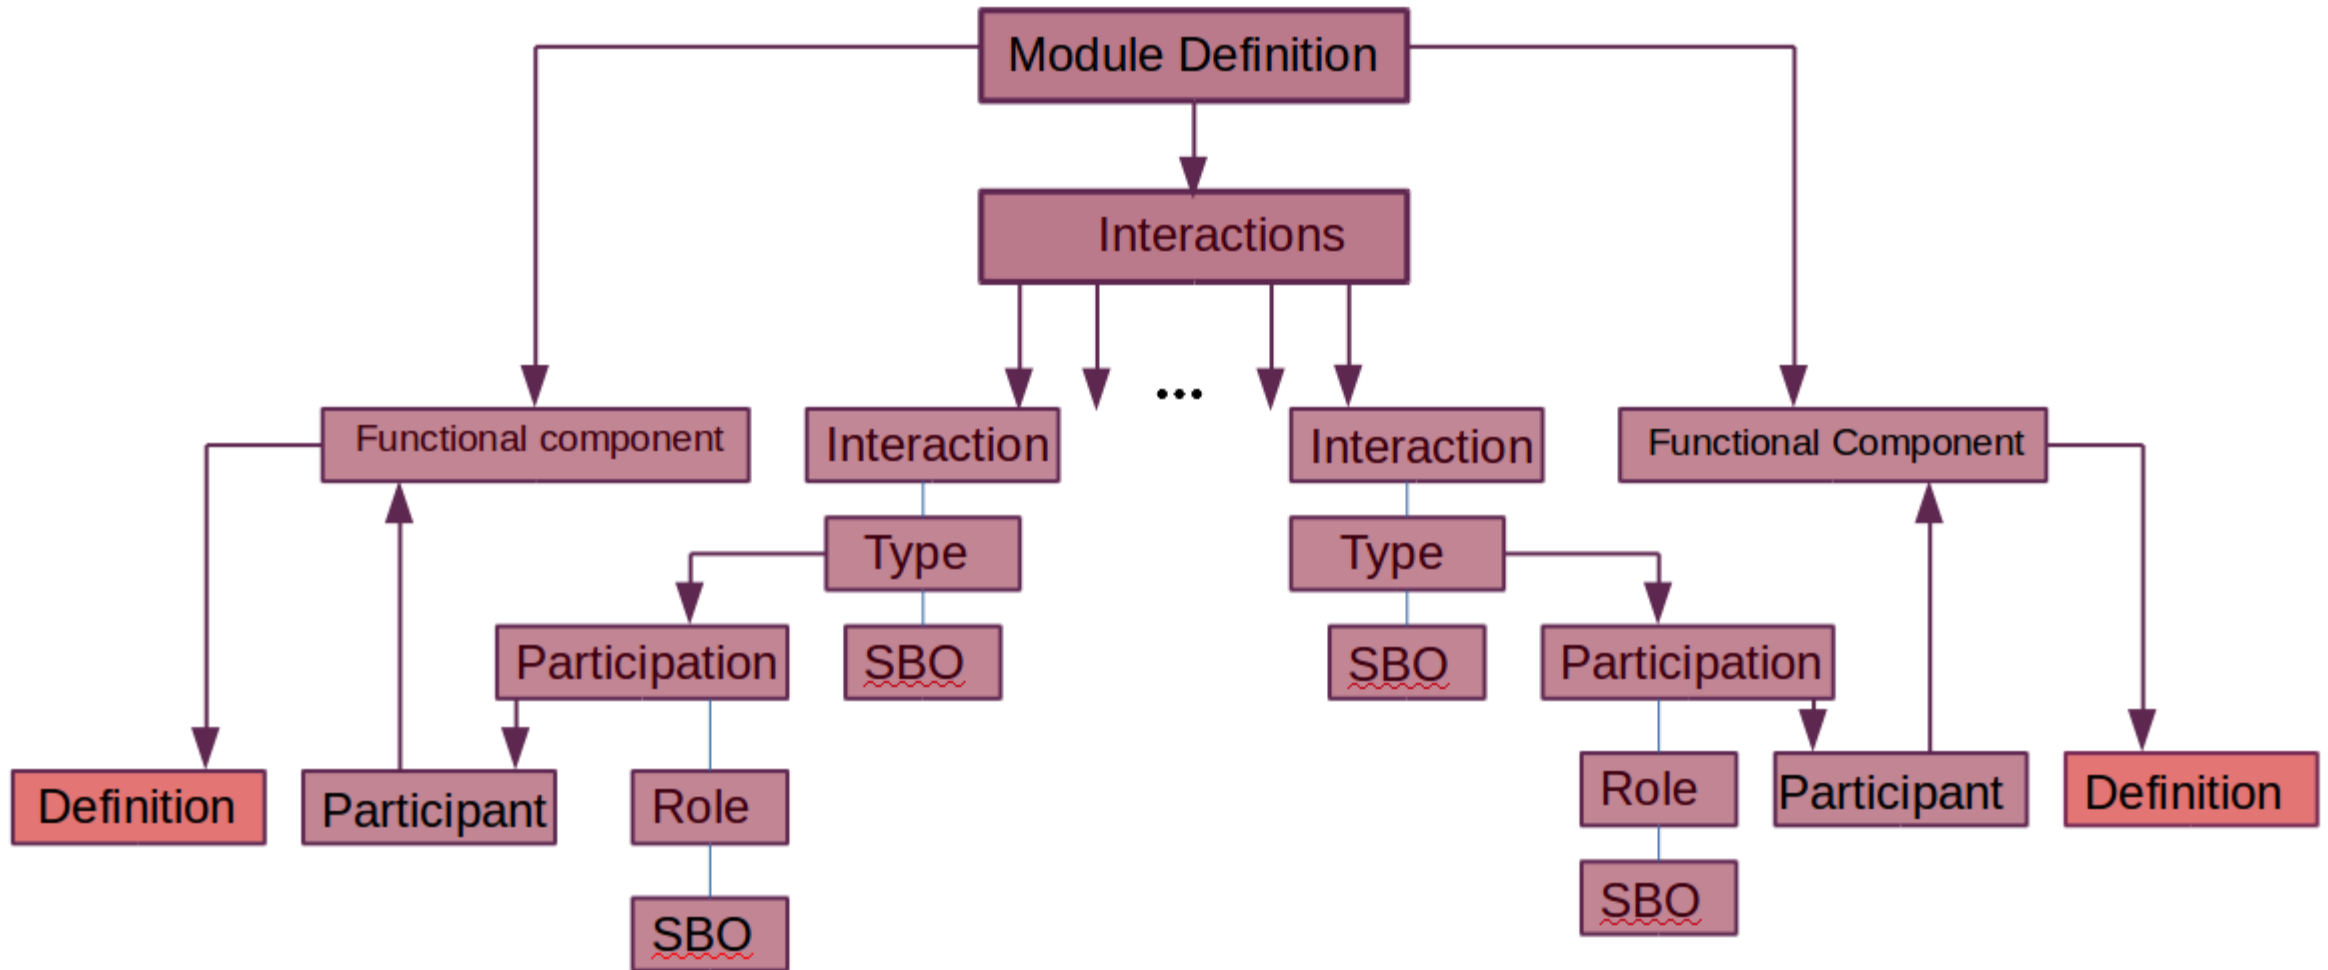 Module Definition
Interactions
...
Functional component
Interaction
Interaction
Functional Component
Type
Type
Participation
SBO
SBO
Participation
Definition
Participant
Role
Role
Participant
Definition
SBO
SBO